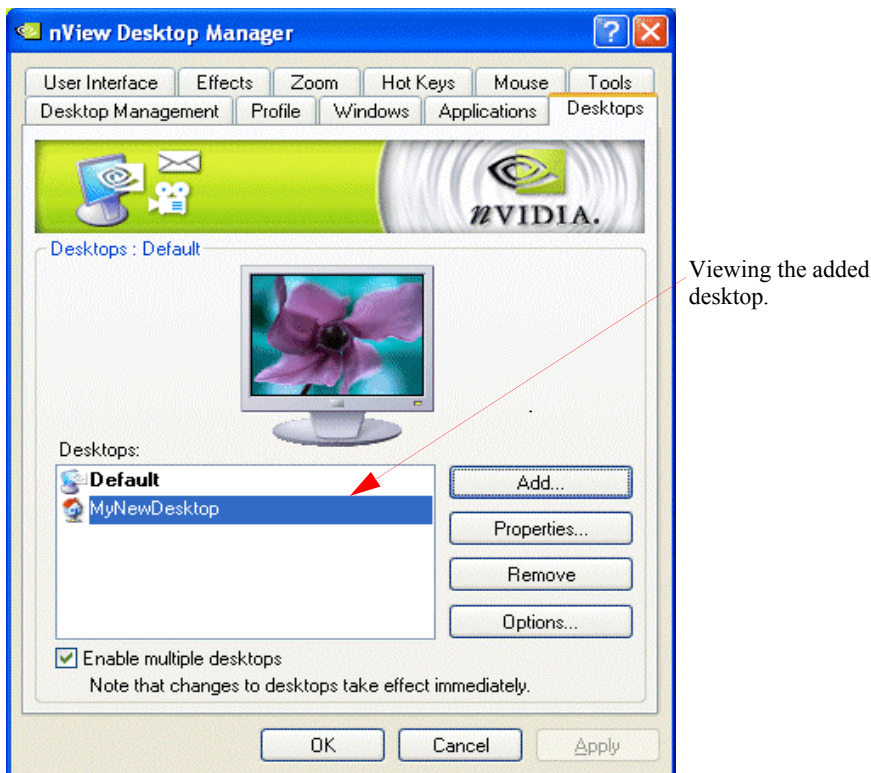 nView Desktop Manager
User Interface Effects Zoom Hot Keys Mouse Tools
Desktop Management Profile Windows Applications Desktops
nVIDIA.
Desktops : Default
Viewing the added
desktop.
Desktops:
Default
MyNewDesktop
Add...
Properties...
Remove
Options...
Enable multiple desktops
Note that changes to desktops take effect immediately.
OK Cancel Apply